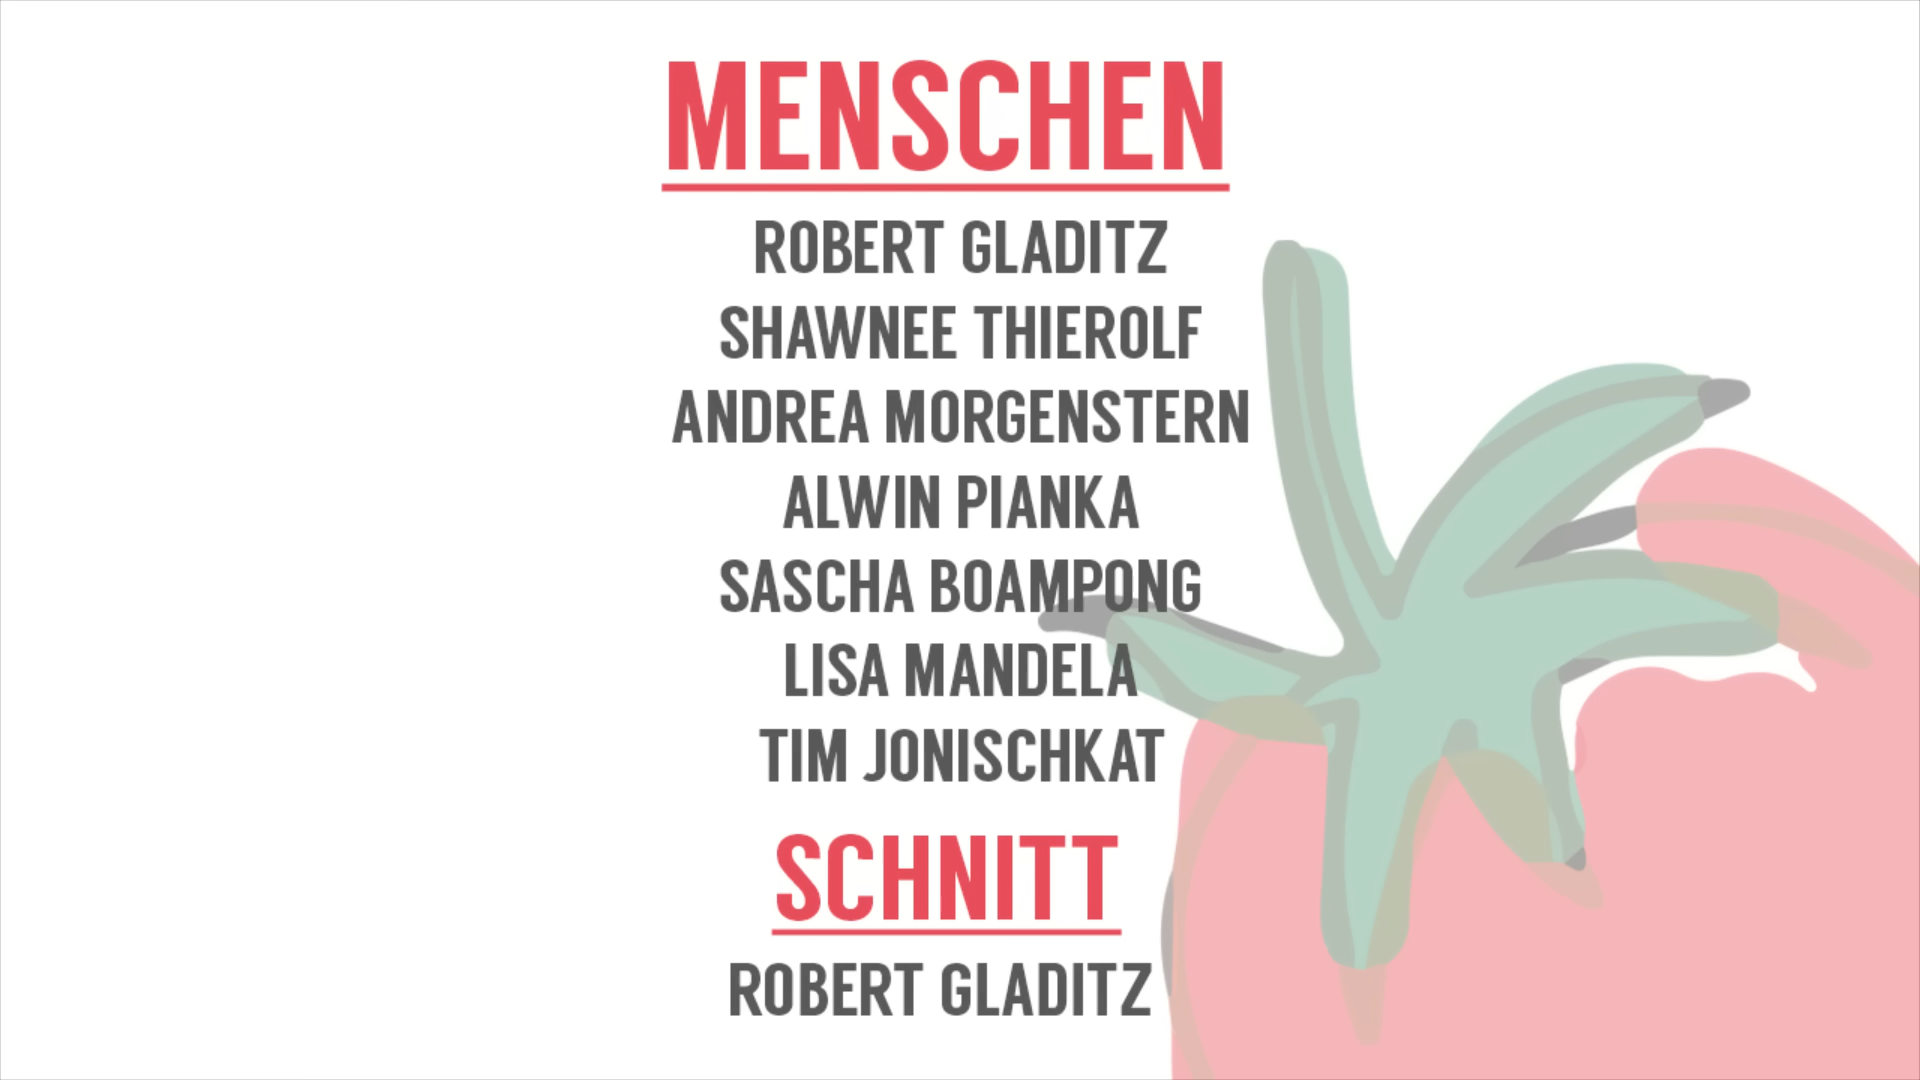 MENSCHEN
ROBERT GLADITZ
SHAWNEE THIEROLF
ANDREA MORGENSTERN
ALWIN PIANKA
SASCHA BOAMPONG
LISA MANDELA
TIM JONISCHKAT
SCHNITT
ROBERT GLADITZ